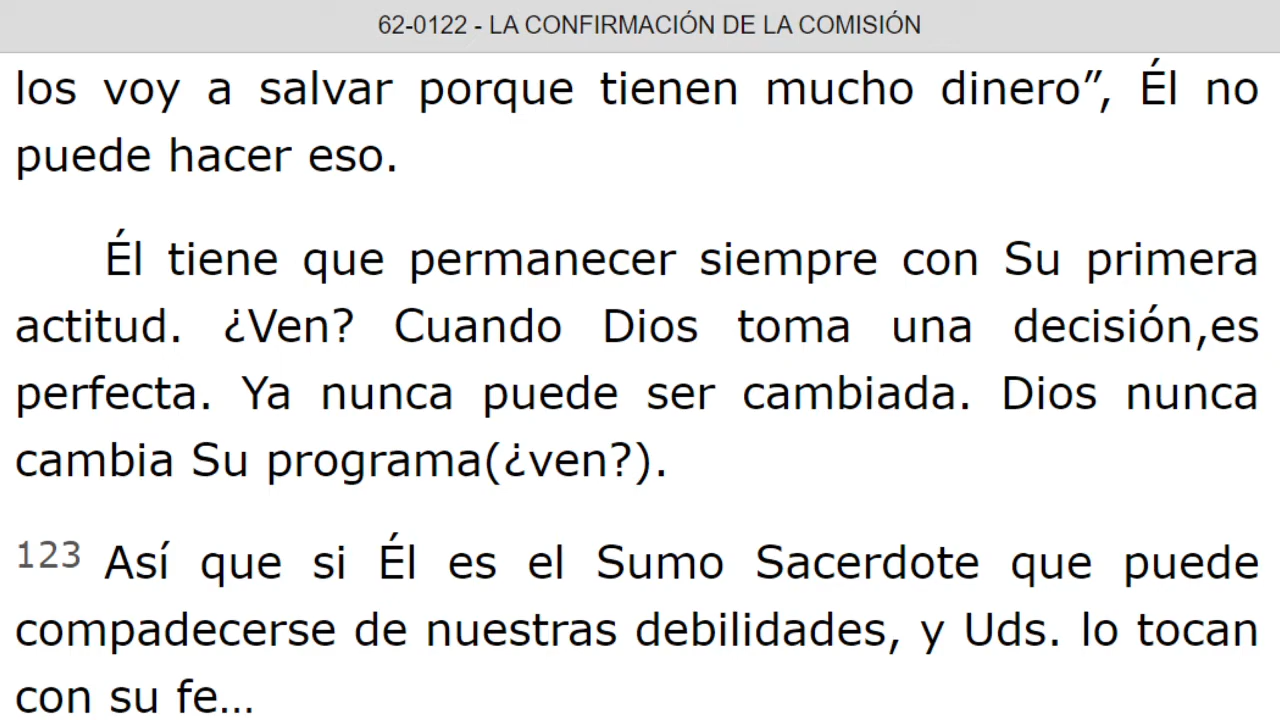 62-0122 - LA CONFIRMACIÓN DE LA COMISIÓN
los voy a salvar porque tienen mucho dinero”, Él no
puede hacer eso.
Él tiene que permanecer siempre con Su primera
actitud. ¿Ven? Cuando Dios toma una decisión,es
perfecta. Ya nunca puede ser cambiada. Dios nunca
cambia Su programa(¿ven?).
123 Así que si Él es el Sumo Sacerdote que puede
compadecerse de nuestras debilidades, y Uds. lo tocan
con su fe…